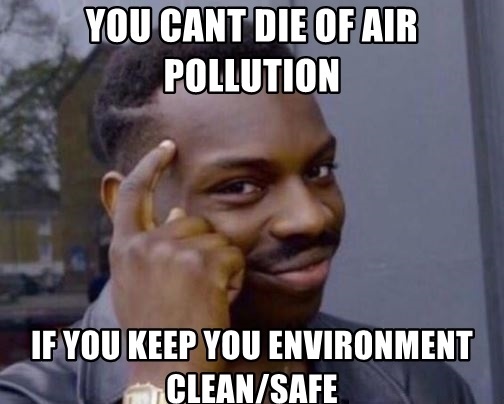 YOU CANT DIE OF AIR
POLLUTION
IF YOU KEEP YOU ENVIRONMENT
CLEAN/SAFE